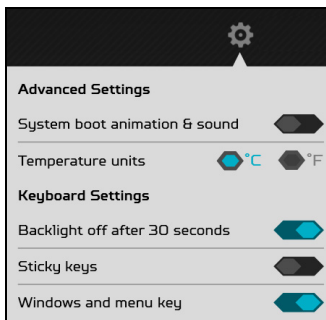 Advanced Settings
System boot animation & sound
Temperature units °C °F
Keyboard Settings
Backlight off after 30 seconds
Sticky keys
Windows and menu key